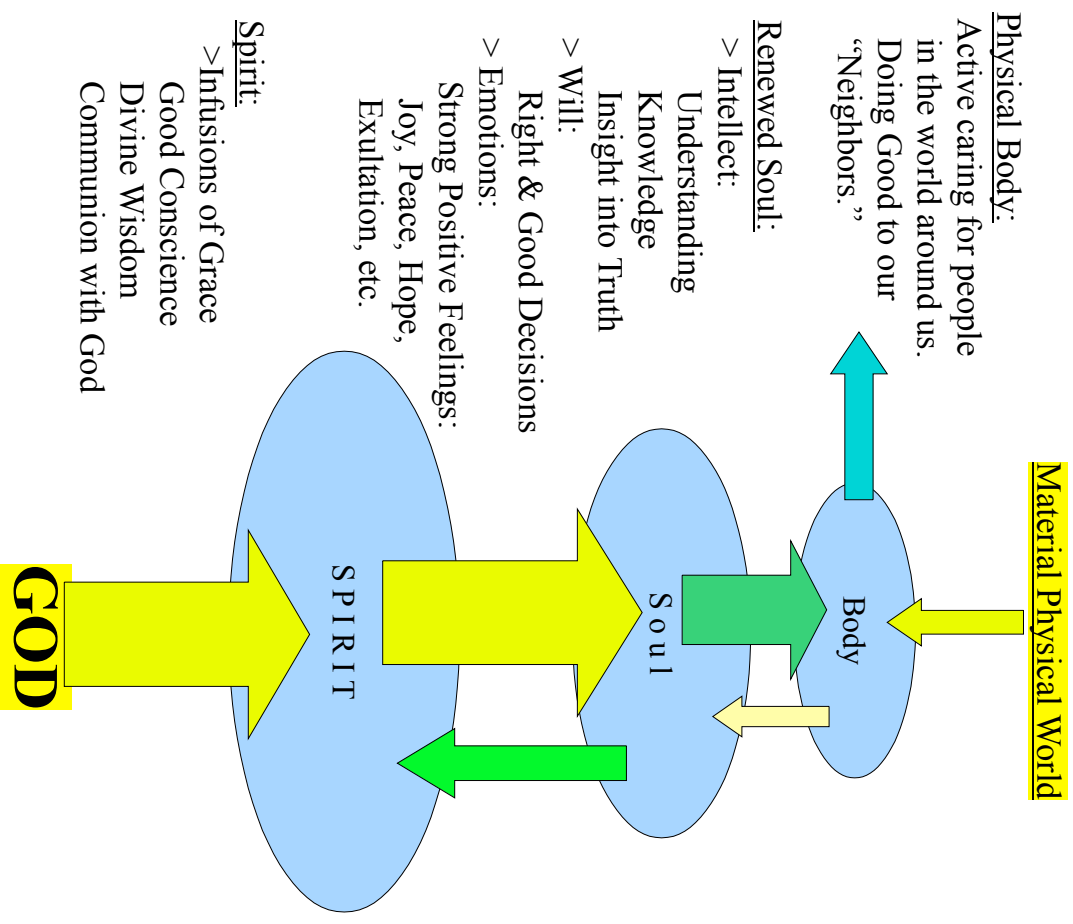 Material Physical World
Physical Body:
Active caring for people
in the world around us.
Doing Good to our
“Neighbors.”
Body
Renewed Soul:
> Intellect:
Understanding
Knowledge
Insight into Truth
> Will:
Right & Good Decisions
> Emotions:
Strong Positive Feelings:
Joy, Peace, Hope,
Exultation, etc.
Soul
Spirit:
>Infusions of Grace
Good Conscience
Divine Wisdom
Communion with God
SPIRIT
GOD